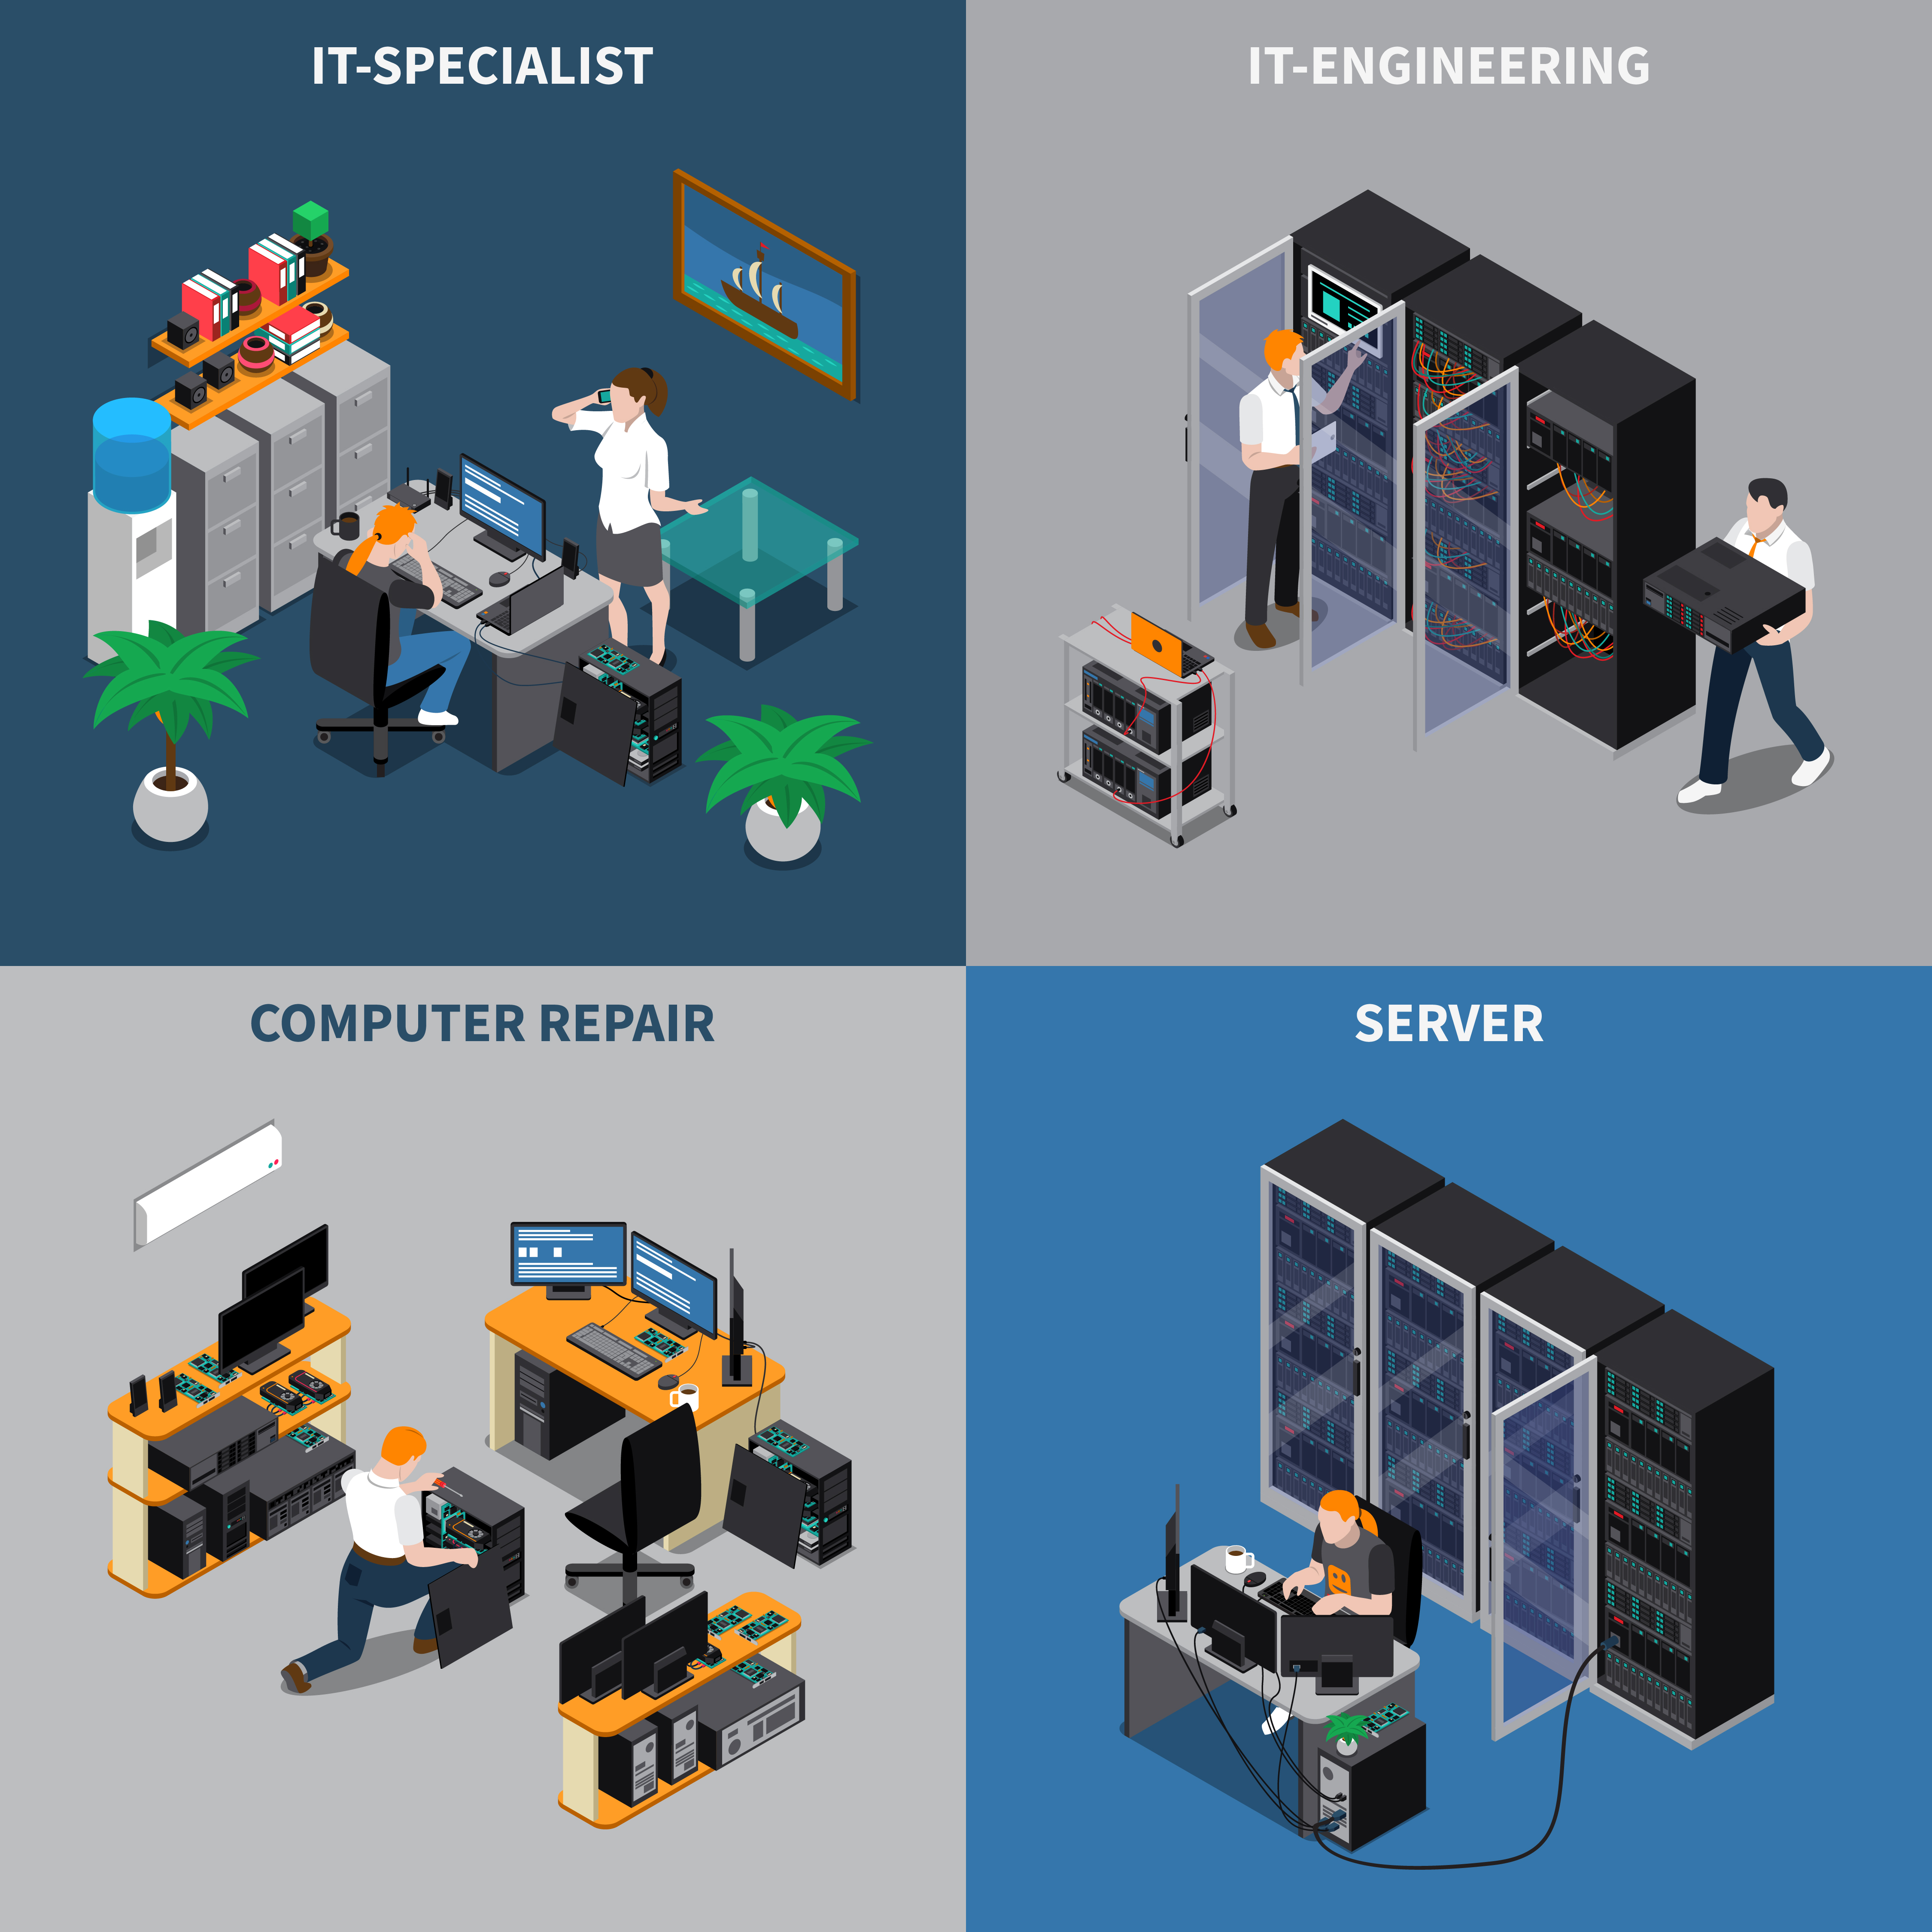 IT-SPECIALIST
IT-ENGINEERING
COMPUTER REPAIR
SERVER